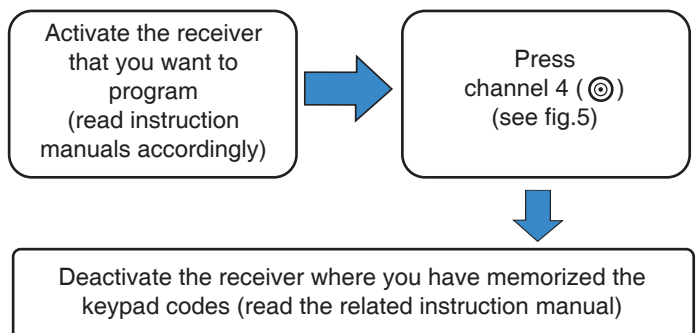 Activate the receiver
that you want to
program
(read instruction
manuals accordingly)
Press
channel 4 (◎)
(see fig.5)
Deactivate the receiver where you have memorized the
keypad codes (read the related instruction manual)